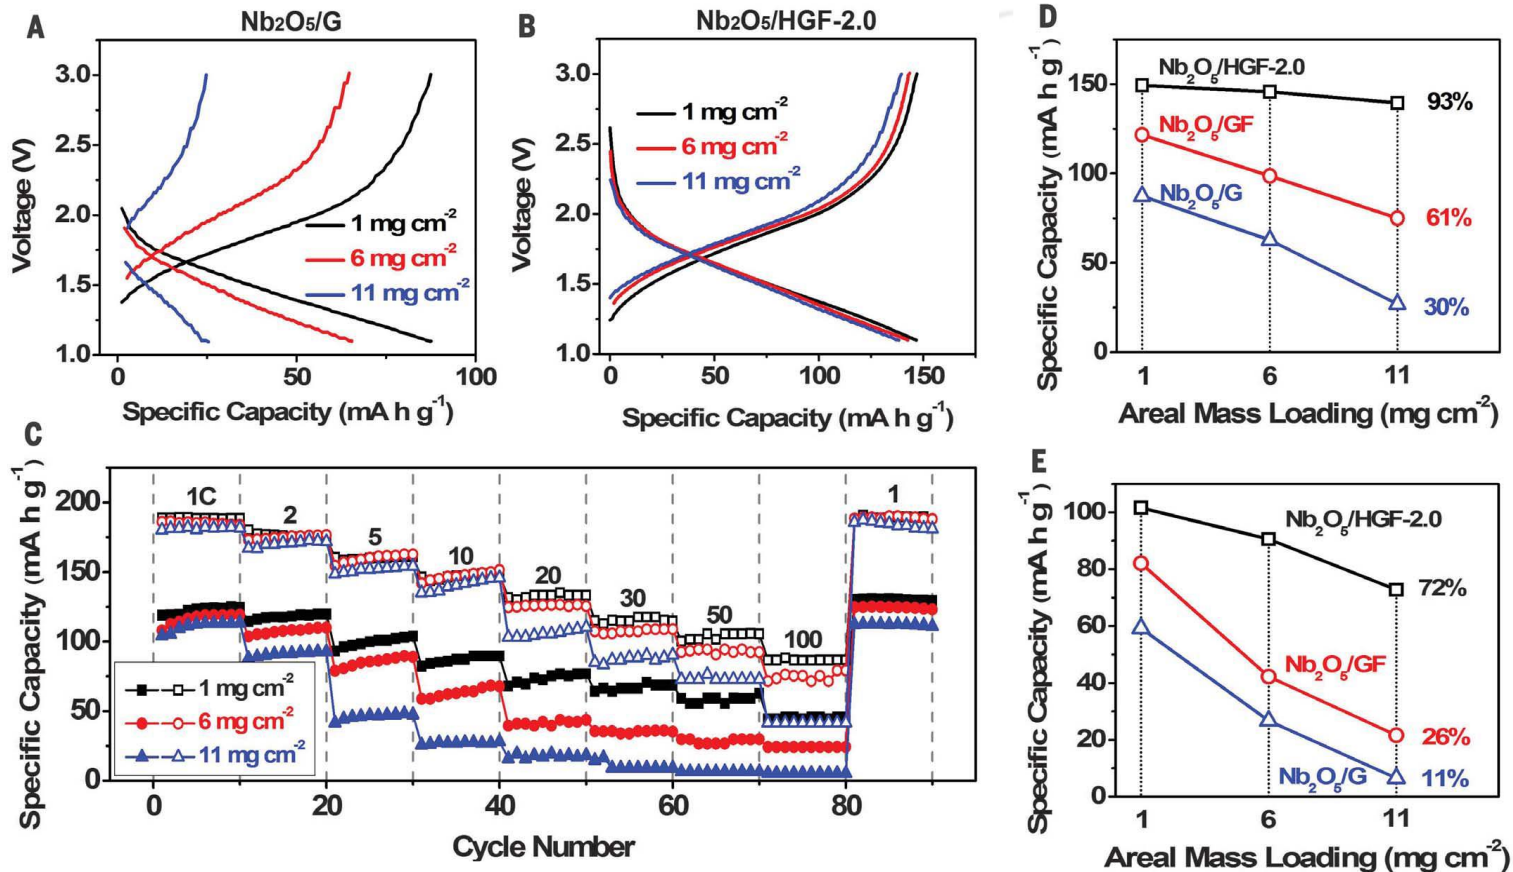 A
Nb₂O₅/G
Voltage (V)
3.0
2.5
2.0
1.5
1.0
1 mg cm⁻²
6 mg cm⁻²
11 mg cm⁻²
0
50
100
Specific Capacity (mA h g⁻¹)
B
Nb₂O₅/HGF-2.0
Voltage (V)
3.0
2.5
2.0
1.5
1.0
1 mg cm⁻²
6 mg cm⁻²
11 mg cm⁻²
0
50
100
150
Specific Capacity (mA h g⁻¹)
C
Specific Capacity (mA h g⁻¹)
200
150
100
50
0
1C
2
5
10
20
30
50
100
1
1 mg cm⁻²
6 mg cm⁻²
11 mg cm⁻²
0
20
40
60
80
Cycle Number
D
Specific Capacity (mA h g⁻¹)
150
100
50
0
Nb₂O₅/HGF-2.0
93%
Nb₂O₅/GF
61%
Nb₂O₅/G
30%
1
6
11
Areal Mass Loading (mg cm⁻²)
E
Specific Capacity (mA h g⁻¹)
100
80
60
40
20
0
Nb₂O₅/HGF-2.0
72%
Nb₂O₅/GF
26%
Nb₂O₅/G
11%
1
6
11
Areal Mass Loading (mg cm⁻²)